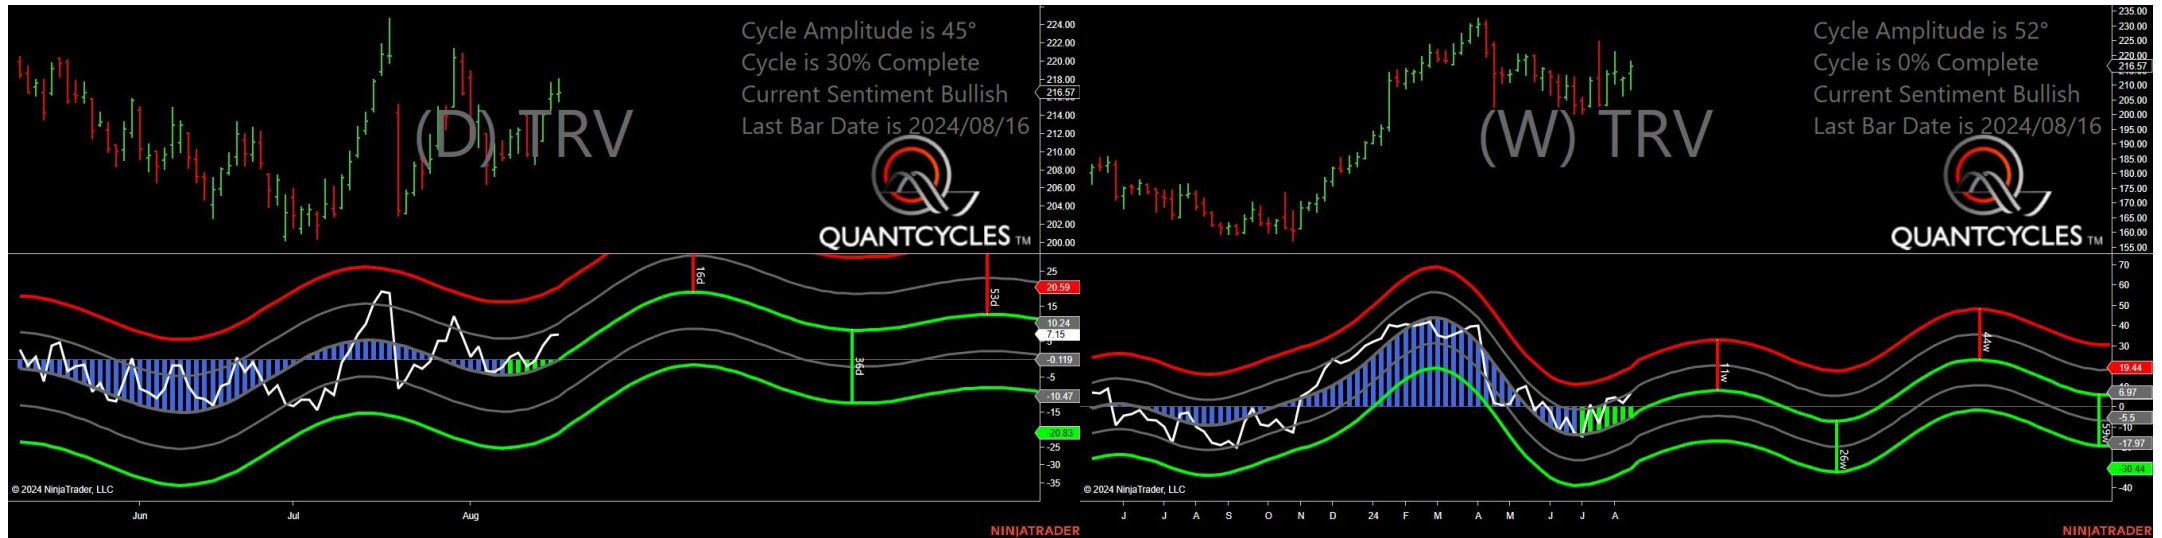 Cycle Amplitude is 45°
Cycle is 30% Complete
Current Sentiment Bullish
Last Bar Date is 2024/08/16
(D) TRV
QUANTCYCLES TM
224.00
222.00
220.00
218.00
216.57
214.00
212.00
210.00
208.00
206.00
204.00
202.00
200.00
16d
36d
53d
25
20.59
15
10.24
7.15
5
-0.119
-5
-10.47
-15
-20.83
-25
-30
-35
© 2024 NinjaTrader, LLC
Jun
Jul
Aug
NINJATRADER
Cycle Amplitude is 52°
Cycle is 0% Complete
Current Sentiment Bullish
Last Bar Date is 2024/08/16
(W) TRV
QUANTCYCLES TM
235.00
230.00
225.00
220.00
216.57
210.00
205.00
200.00
195.00
190.00
185.00
180.00
175.00
170.00
165.00
160.00
155.00
11w
26w
44w
59w
70
60
50
40
30
19.44
6.97
0
-5.5
-10
-17.97
-30.44
-40
© 2024 NinjaTrader, LLC
J J A S O N D 24 F M A M J J A
NINJATRADER